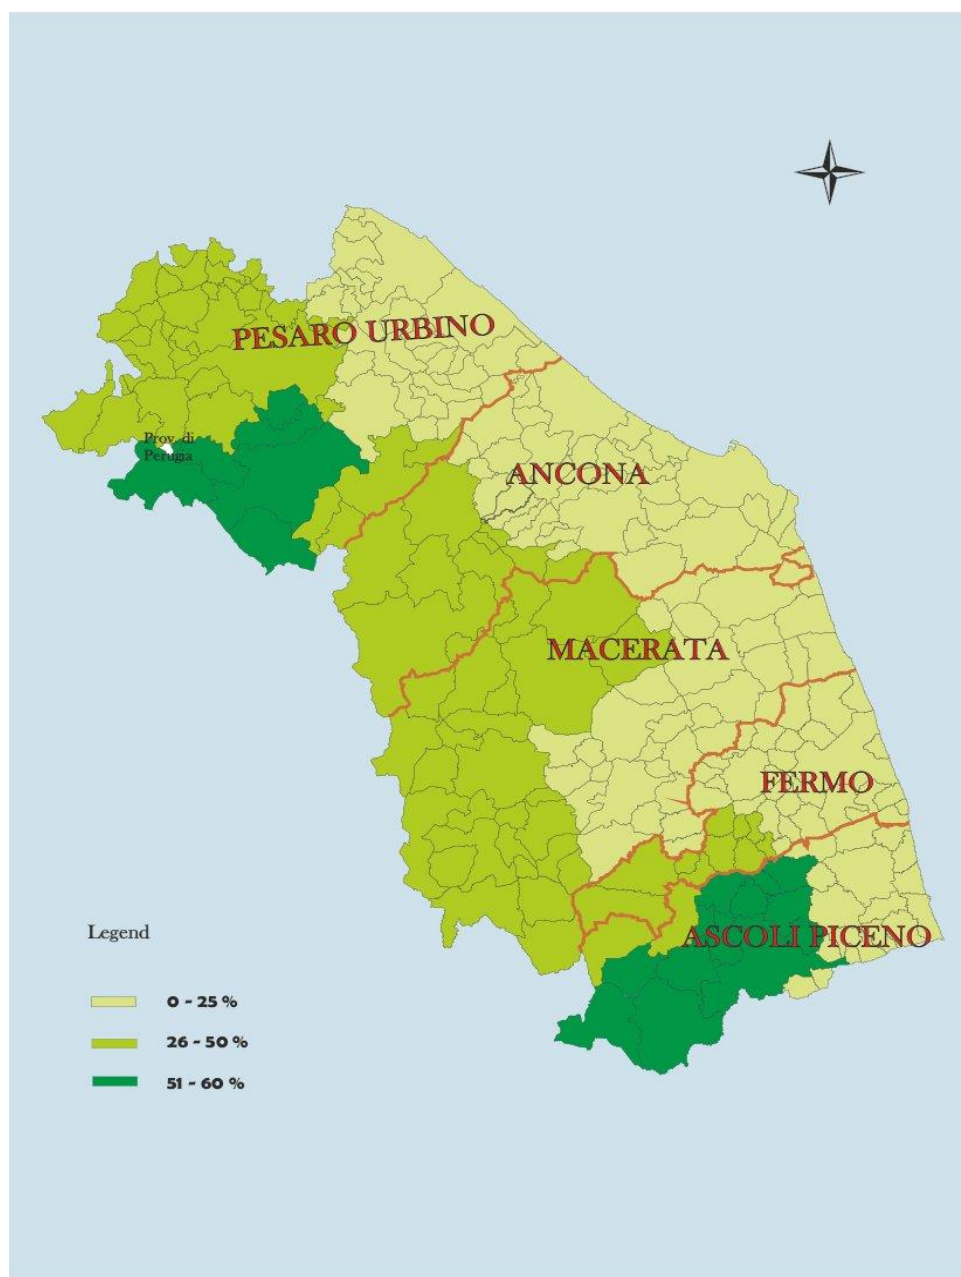 PESARO URBINO
Prov. di
Perugia
ANCONA
MACERATA
FERMO
ASCOLI PICENO
Legend
0 - 25 %
26 - 50 %
51 - 60 %